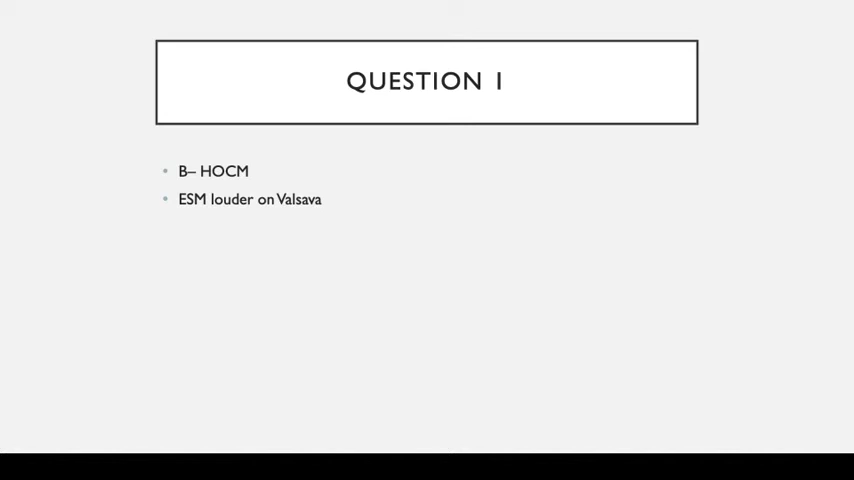 QUESTION 1
• B– HOCM
• ESM louder on Valsava